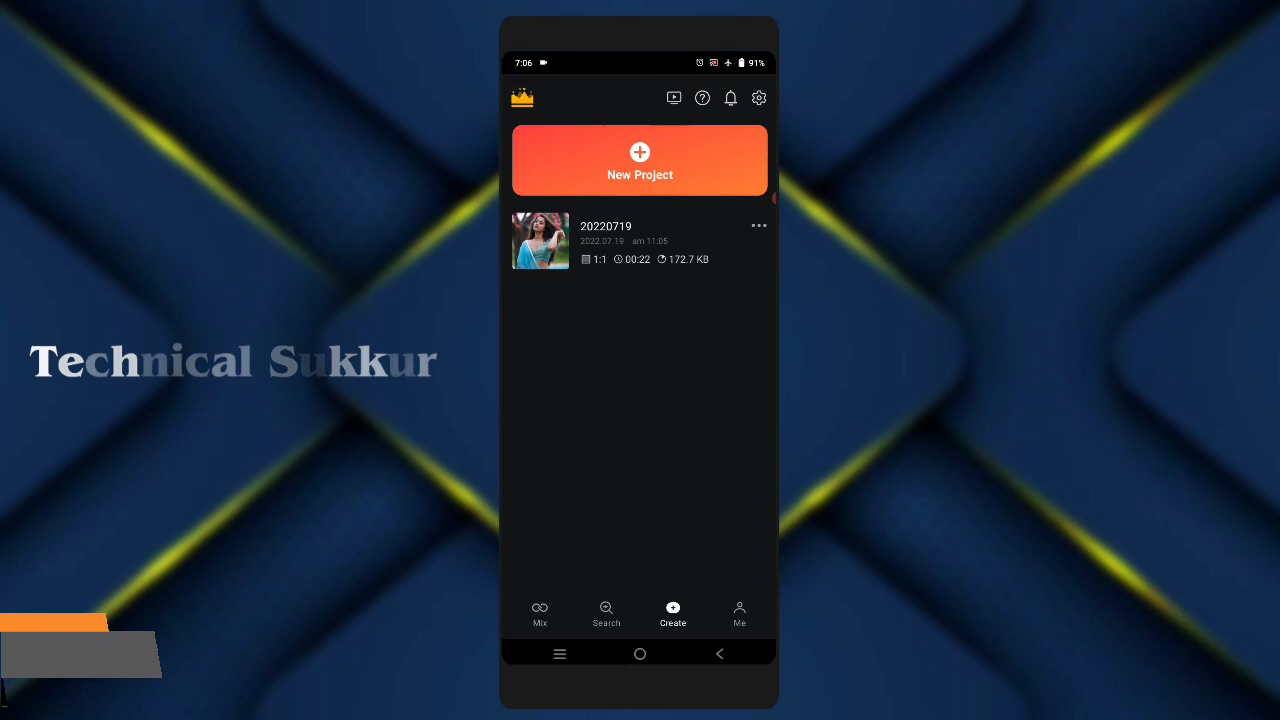 7:06 91%
New Project
20220719
2022.07.19 am 11:05
1:1 00:22 172.7 KB
Technical Sukkur
Mix Search Create Me